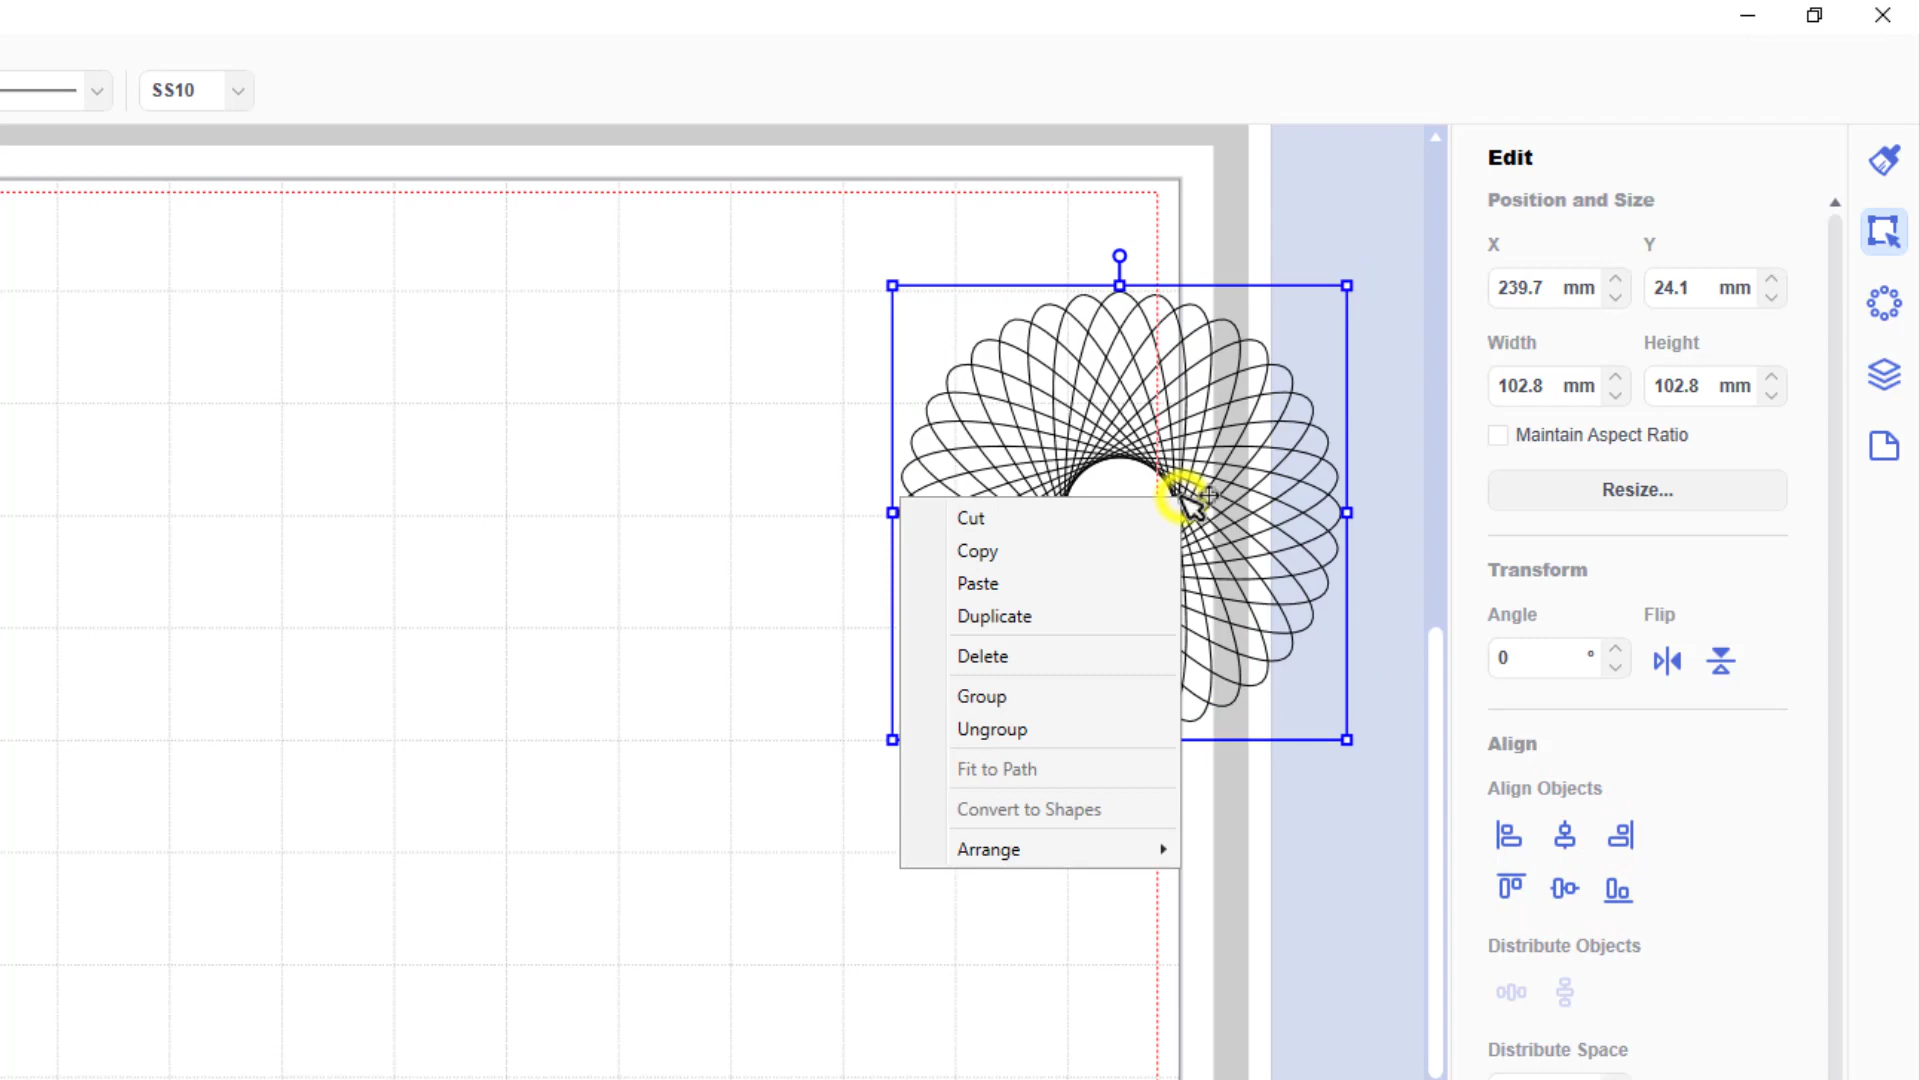 SS10
Edit
Position and Size
X Y
239.7 mm 24.1 mm
Width Height
102.8 mm 102.8 mm
Maintain Aspect Ratio
Resize...
Transform
Angle Flip
0 °
Align
Align Objects
Distribute Objects
Distribute Space
Cut
Copy
Paste
Duplicate
Delete
Group
Ungroup
Fit to Path
Convert to Shapes
Arrange